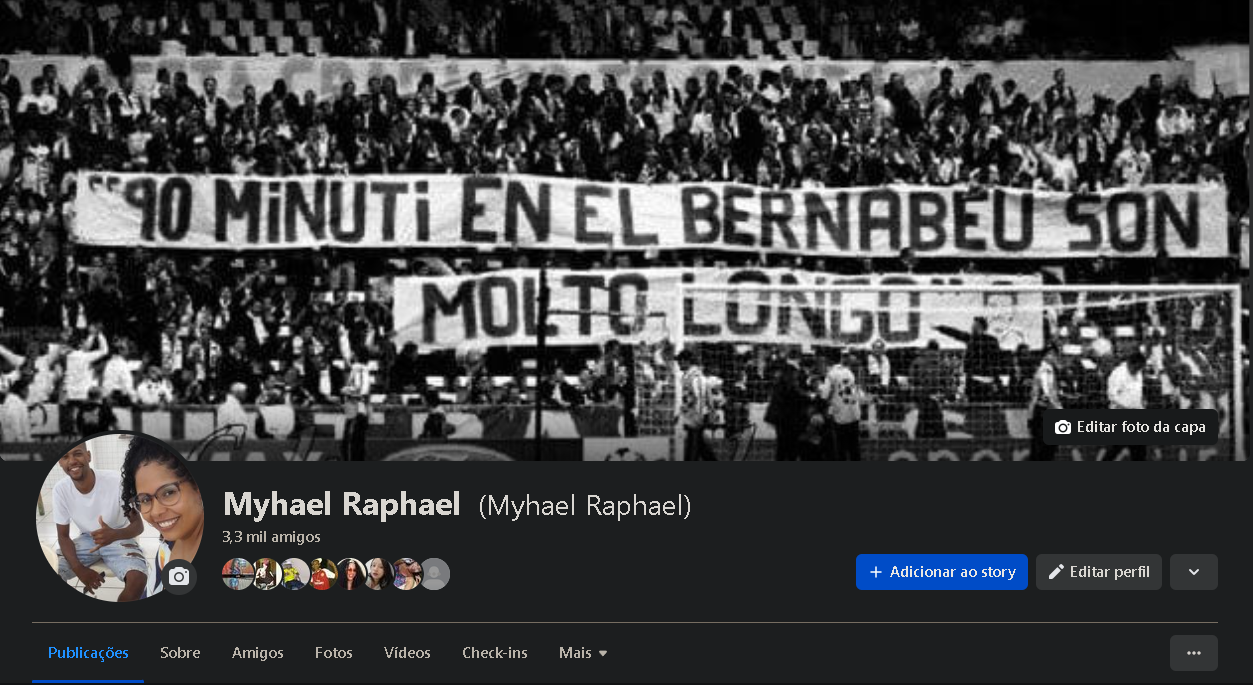 "90 MiNUTi EN EL BERNABEU SON
MOLTO LONGO"
Editar foto da capa
Myhael Raphael (Myhael Raphael)
3,3 mil amigos
+ Adicionar ao story
Editar perfil
Publicações
Sobre
Amigos
Fotos
Vídeos
Check-ins
Mais